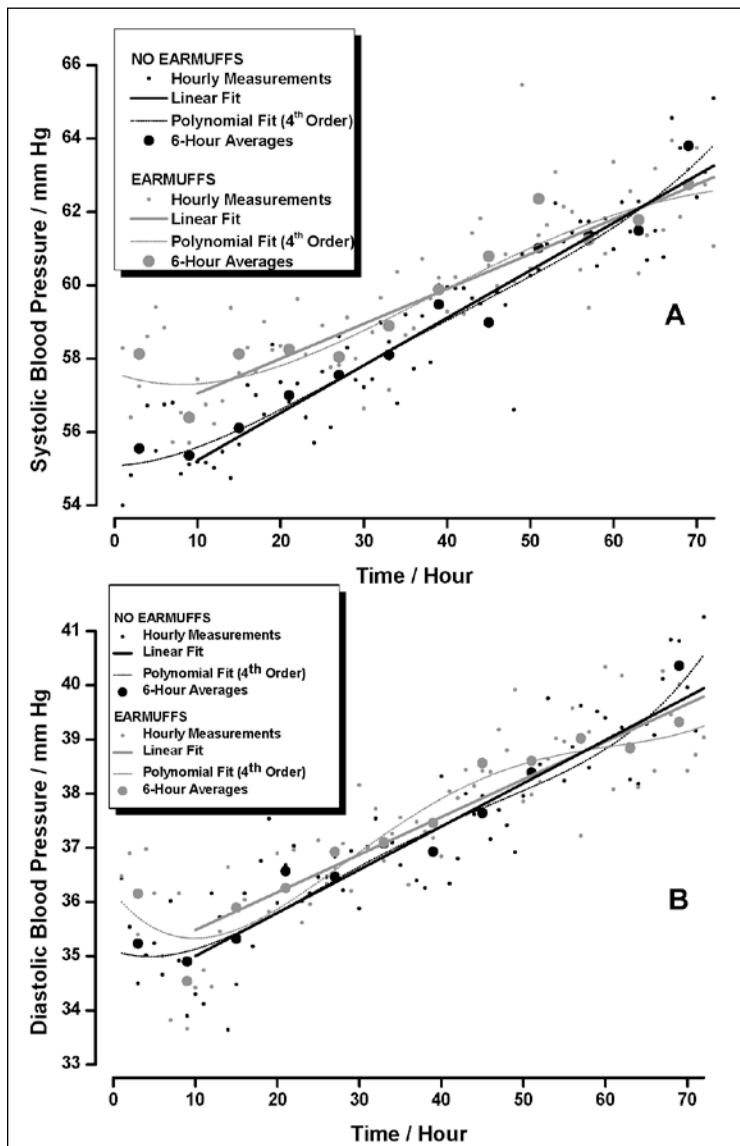 66
64
62
60
58
56
54
Systolic Blood Pressure / mm Hg
NO EARMUFFS
Hourly Measurements
Linear Fit
Polynomial Fit (4th Order)
6-Hour Averages
EARMUFFS
Hourly Measurements
Linear Fit
Polynomial Fit (4th Order)
6-Hour Averages
A
0 10 20 30 40 50 60 70
Time / Hour
41
40
39
38
37
36
35
34
33
Diastolic Blood Pressure / mm Hg
NO EARMUFFS
Hourly Measurements
Linear Fit
Polynomial Fit (4th Order)
6-Hour Averages
EARMUFFS
Hourly Measurements
Linear Fit
Polynomial Fit (4th Order)
6-Hour Averages
B
0 10 20 30 40 50 60 70
Time / Hour